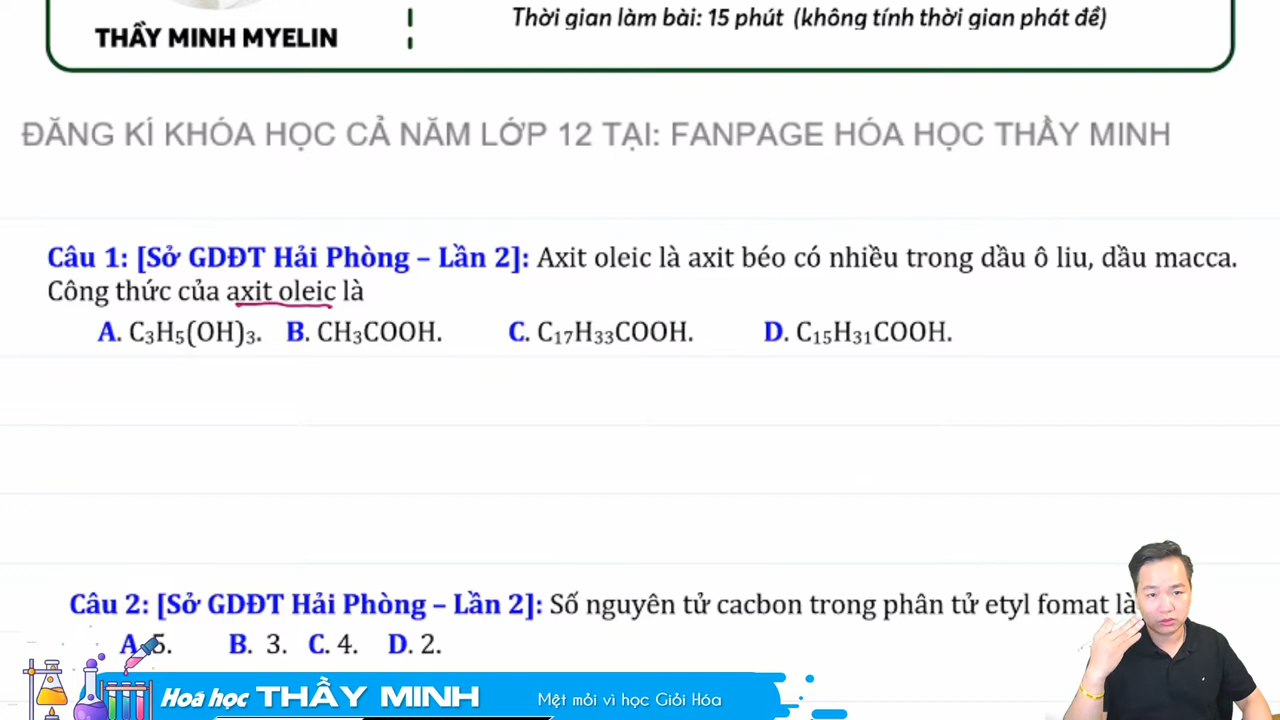 THẦY MINH MYELIN
Thời gian làm bài: 15 phút (không tính thời gian phát đề)
ĐĂNG KÍ KHÓA HỌC CẢ NĂM LỚP 12 TẠI: FANPAGE HÓA HỌC THẦY MINH
Câu 1: [Sở GDĐT Hải Phòng – Lần 2]: Axit oleic là axit béo có nhiều trong dầu ô liu, dầu macca.
Công thức của axit oleic là
A. C₃H₅(OH)₃. B. CH₃COOH. C. C₁₇H₃₃COOH. D. C₁₅H₃₁COOH.
Câu 2: [Sở GDĐT Hải Phòng – Lần 2]: Số nguyên tử cacbon trong phân tử etyl fomat là
A. 5. B. 3. C. 4. D. 2.
Hoá học THẦY MINH
Mệt mỏi vì học Giỏi Hóa